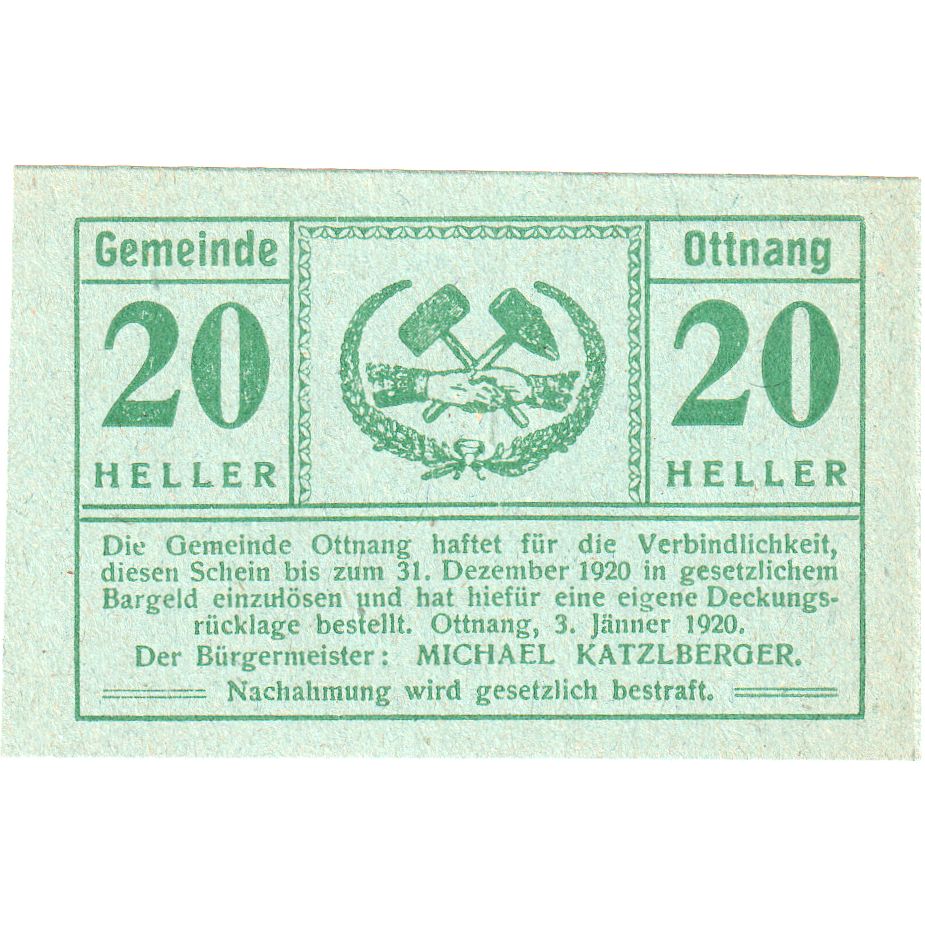 Gemeinde
Ottnang
20
HELLER
20
HELLER
Die Gemeinde Ottnang haftet für die Verbindlichkeit,
diesen Schein bis zum 31. Dezember 1920 in gesetzlichem
Bargeld einzulösen und hat hiefür eine eigene Deckungs-
rücklage bestellt. Ottnang, 3. Jänner 1920.
Der Bürgermeister: MICHAEL KATZLBERGER.
Nachahmung wird gesetzlich bestraft.